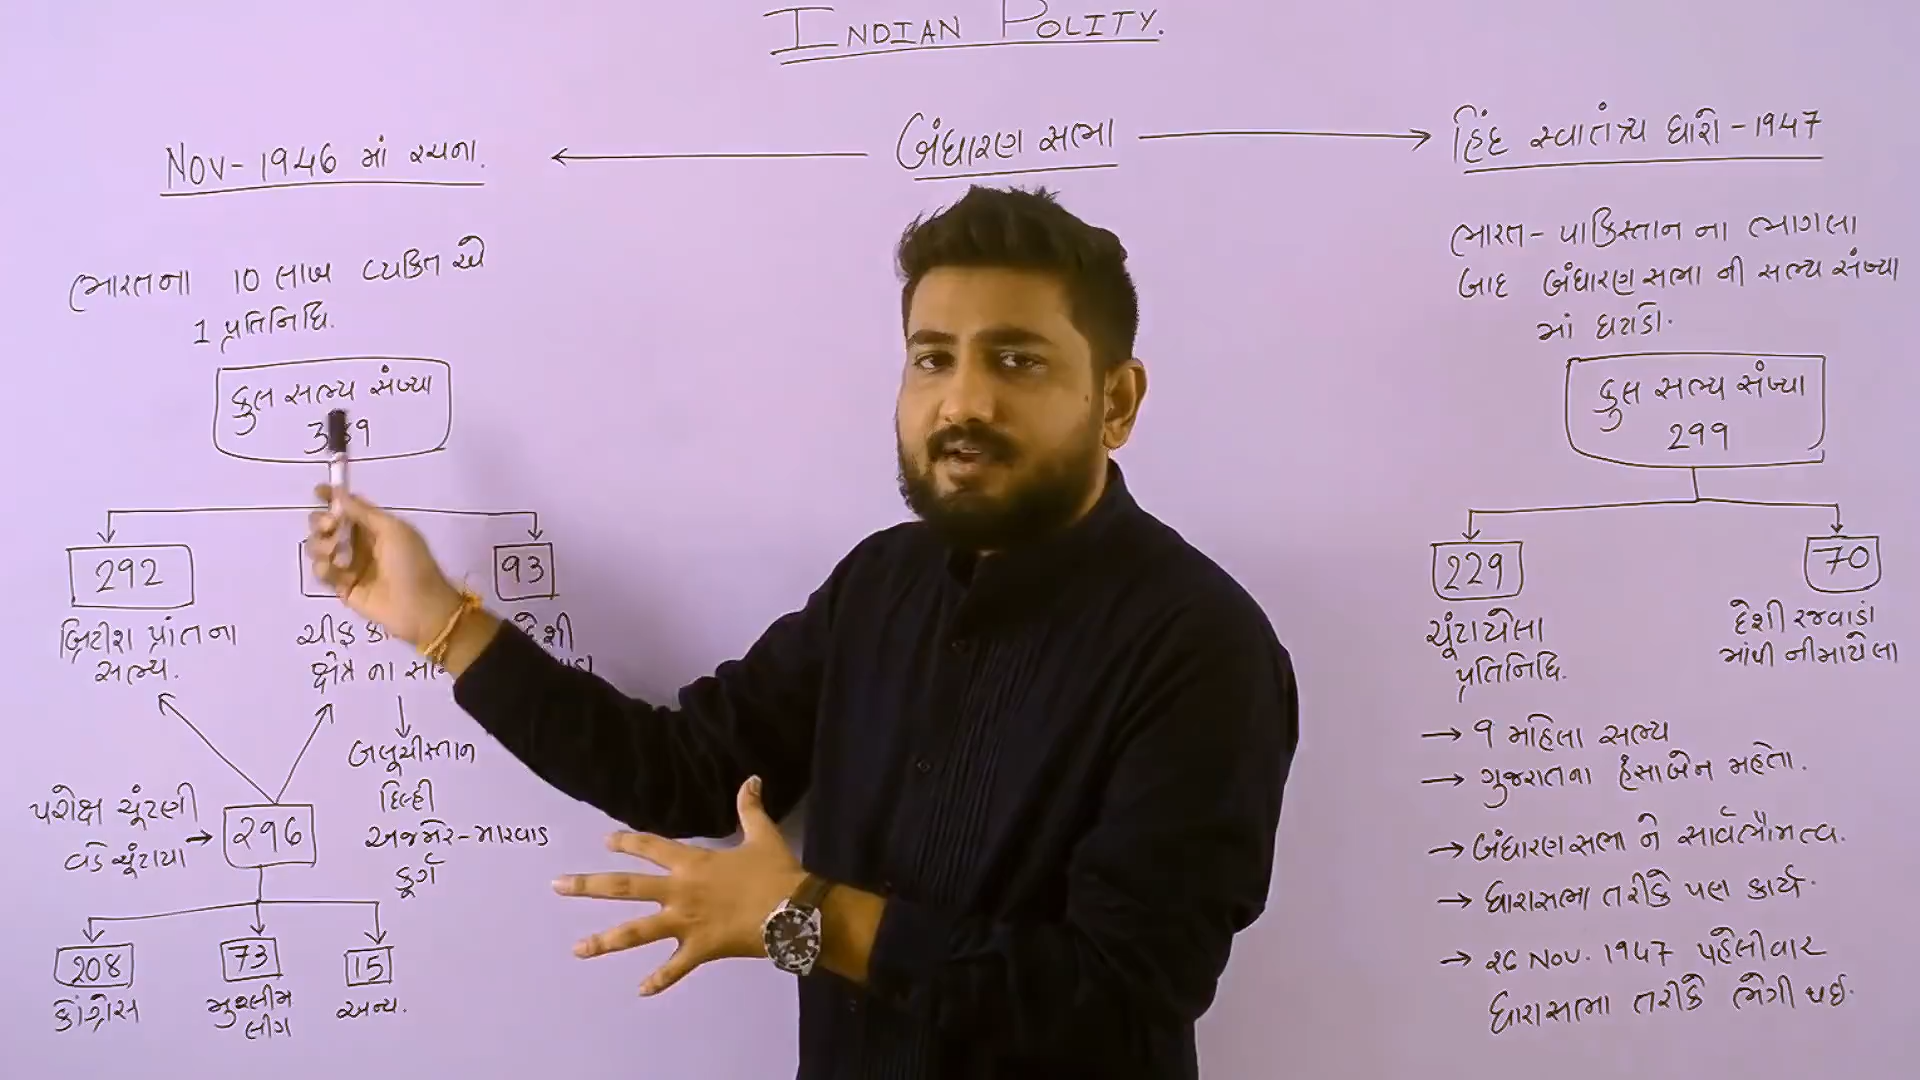 INDIAN POLITY.
બંધારણ સભા
NOV-1946 માં રચના.
ભારતના 10 લાખ વ્યકિત એ
1 પ્રતિનિધિ.
કુલ સભ્ય સંખ્યા
292
93
બ્રિટીશ પ્રાંતના
સભ્ય.
ચીફ
ક્ષેત્ર ના
બલૂચીસ્તાન
દિલ્હી
અજમેર-મારવાડ
કૂર્ગ
પરોક્ષ ચૂંટણી
વડે ચૂંટાયા
296
208
કોંગ્રેસ
73
મુસ્લીમ
લીગ
15
અન્ય.
હિંદ સ્વાતંત્ર્ય ધારો-1947
ભારત-પાકિસ્તાન ના ભાગલા
બાદ બંધારણસભા ની સભ્ય સંખ્યા
માં ઘટાડો.
કુલ સભ્ય સંખ્યા
299
229
ચૂંટાયેલા
પ્રતિનિધિ.
70
દેશી રજવાડાં
માંથી નીમાયેલા
→ ૧ મહિલા સભ્ય
→ ગુજરાતના હંસાબેન મહેતા.
→ બંધારણસભા ને સાર્વભૌમત્વ.
→ ધારાસભા તરીકે પણ કાર્ય.
→ ૨૯ NOV. 1947 પહેલીવાર
ધારાસભા તરીકે ભેગી થઈ.